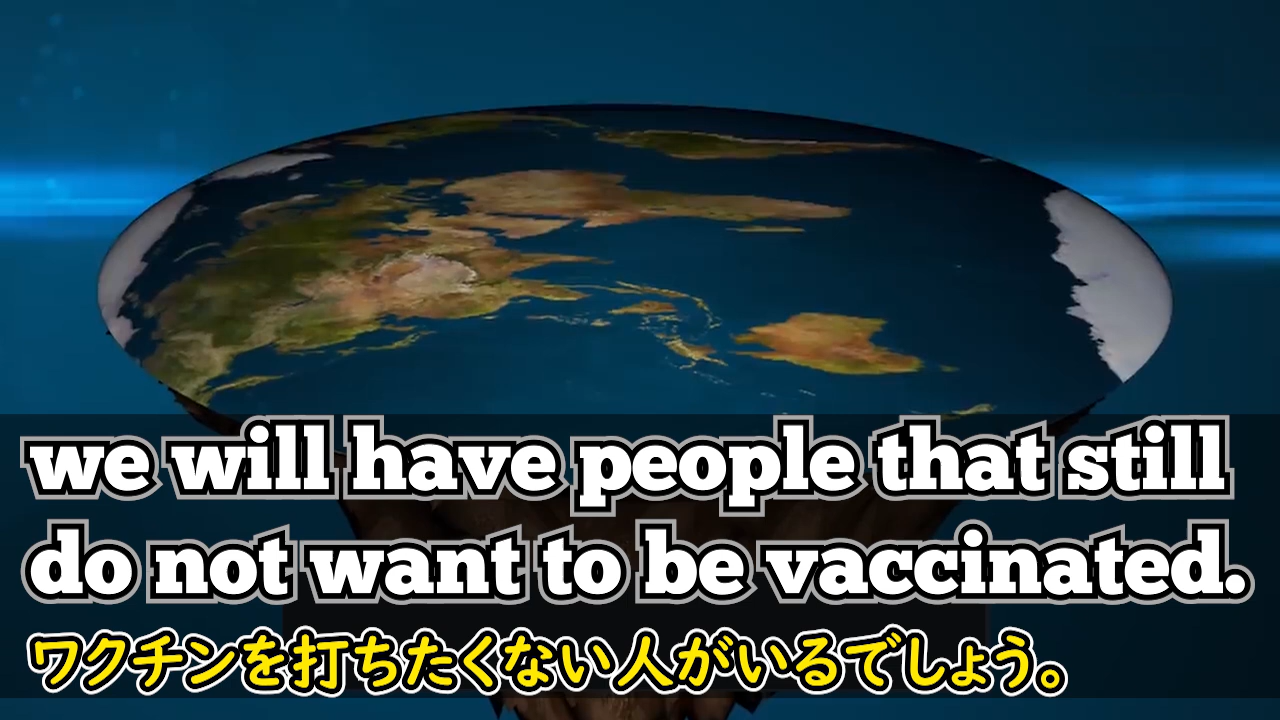 we will have people that still
do not want to be vaccinated.
ワクチンを打ちたくない人がいるでしょう。